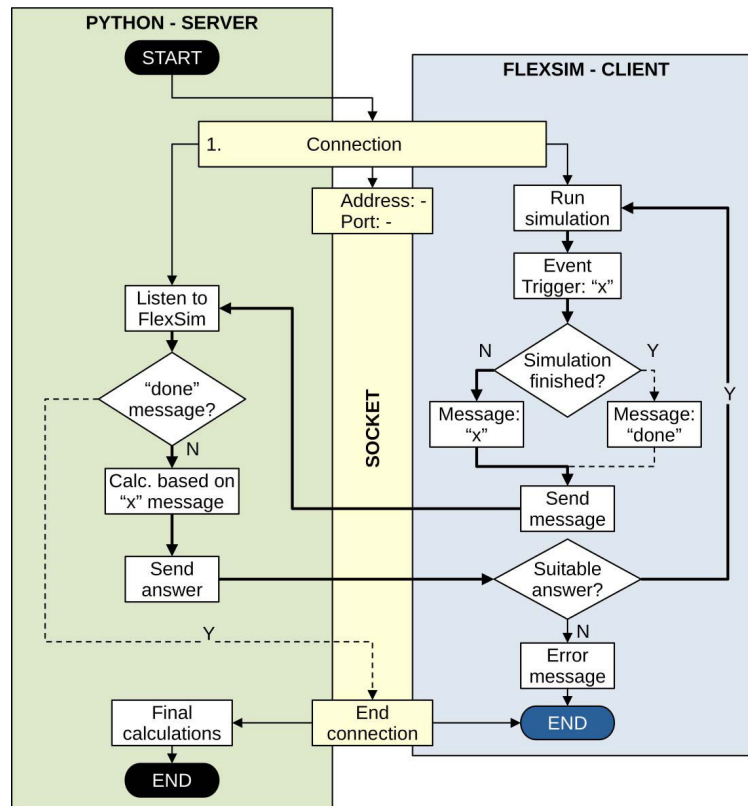 PYTHON - SERVER
START
FLEXSIM - CLIENT
1. Connection
Address: -
Port: -
Run
simulation
Event
Trigger: “x”
Listen to
FlexSim
N
Simulation
finished?
Y
“done”
message?
Message:
“x”
Message:
“done”
Y
N
SOCKET
Calc. based on
“x” message
Send
message
Send
answer
Suitable
answer?
Y
N
Error
message
Final
calculations
End
connection
END
END